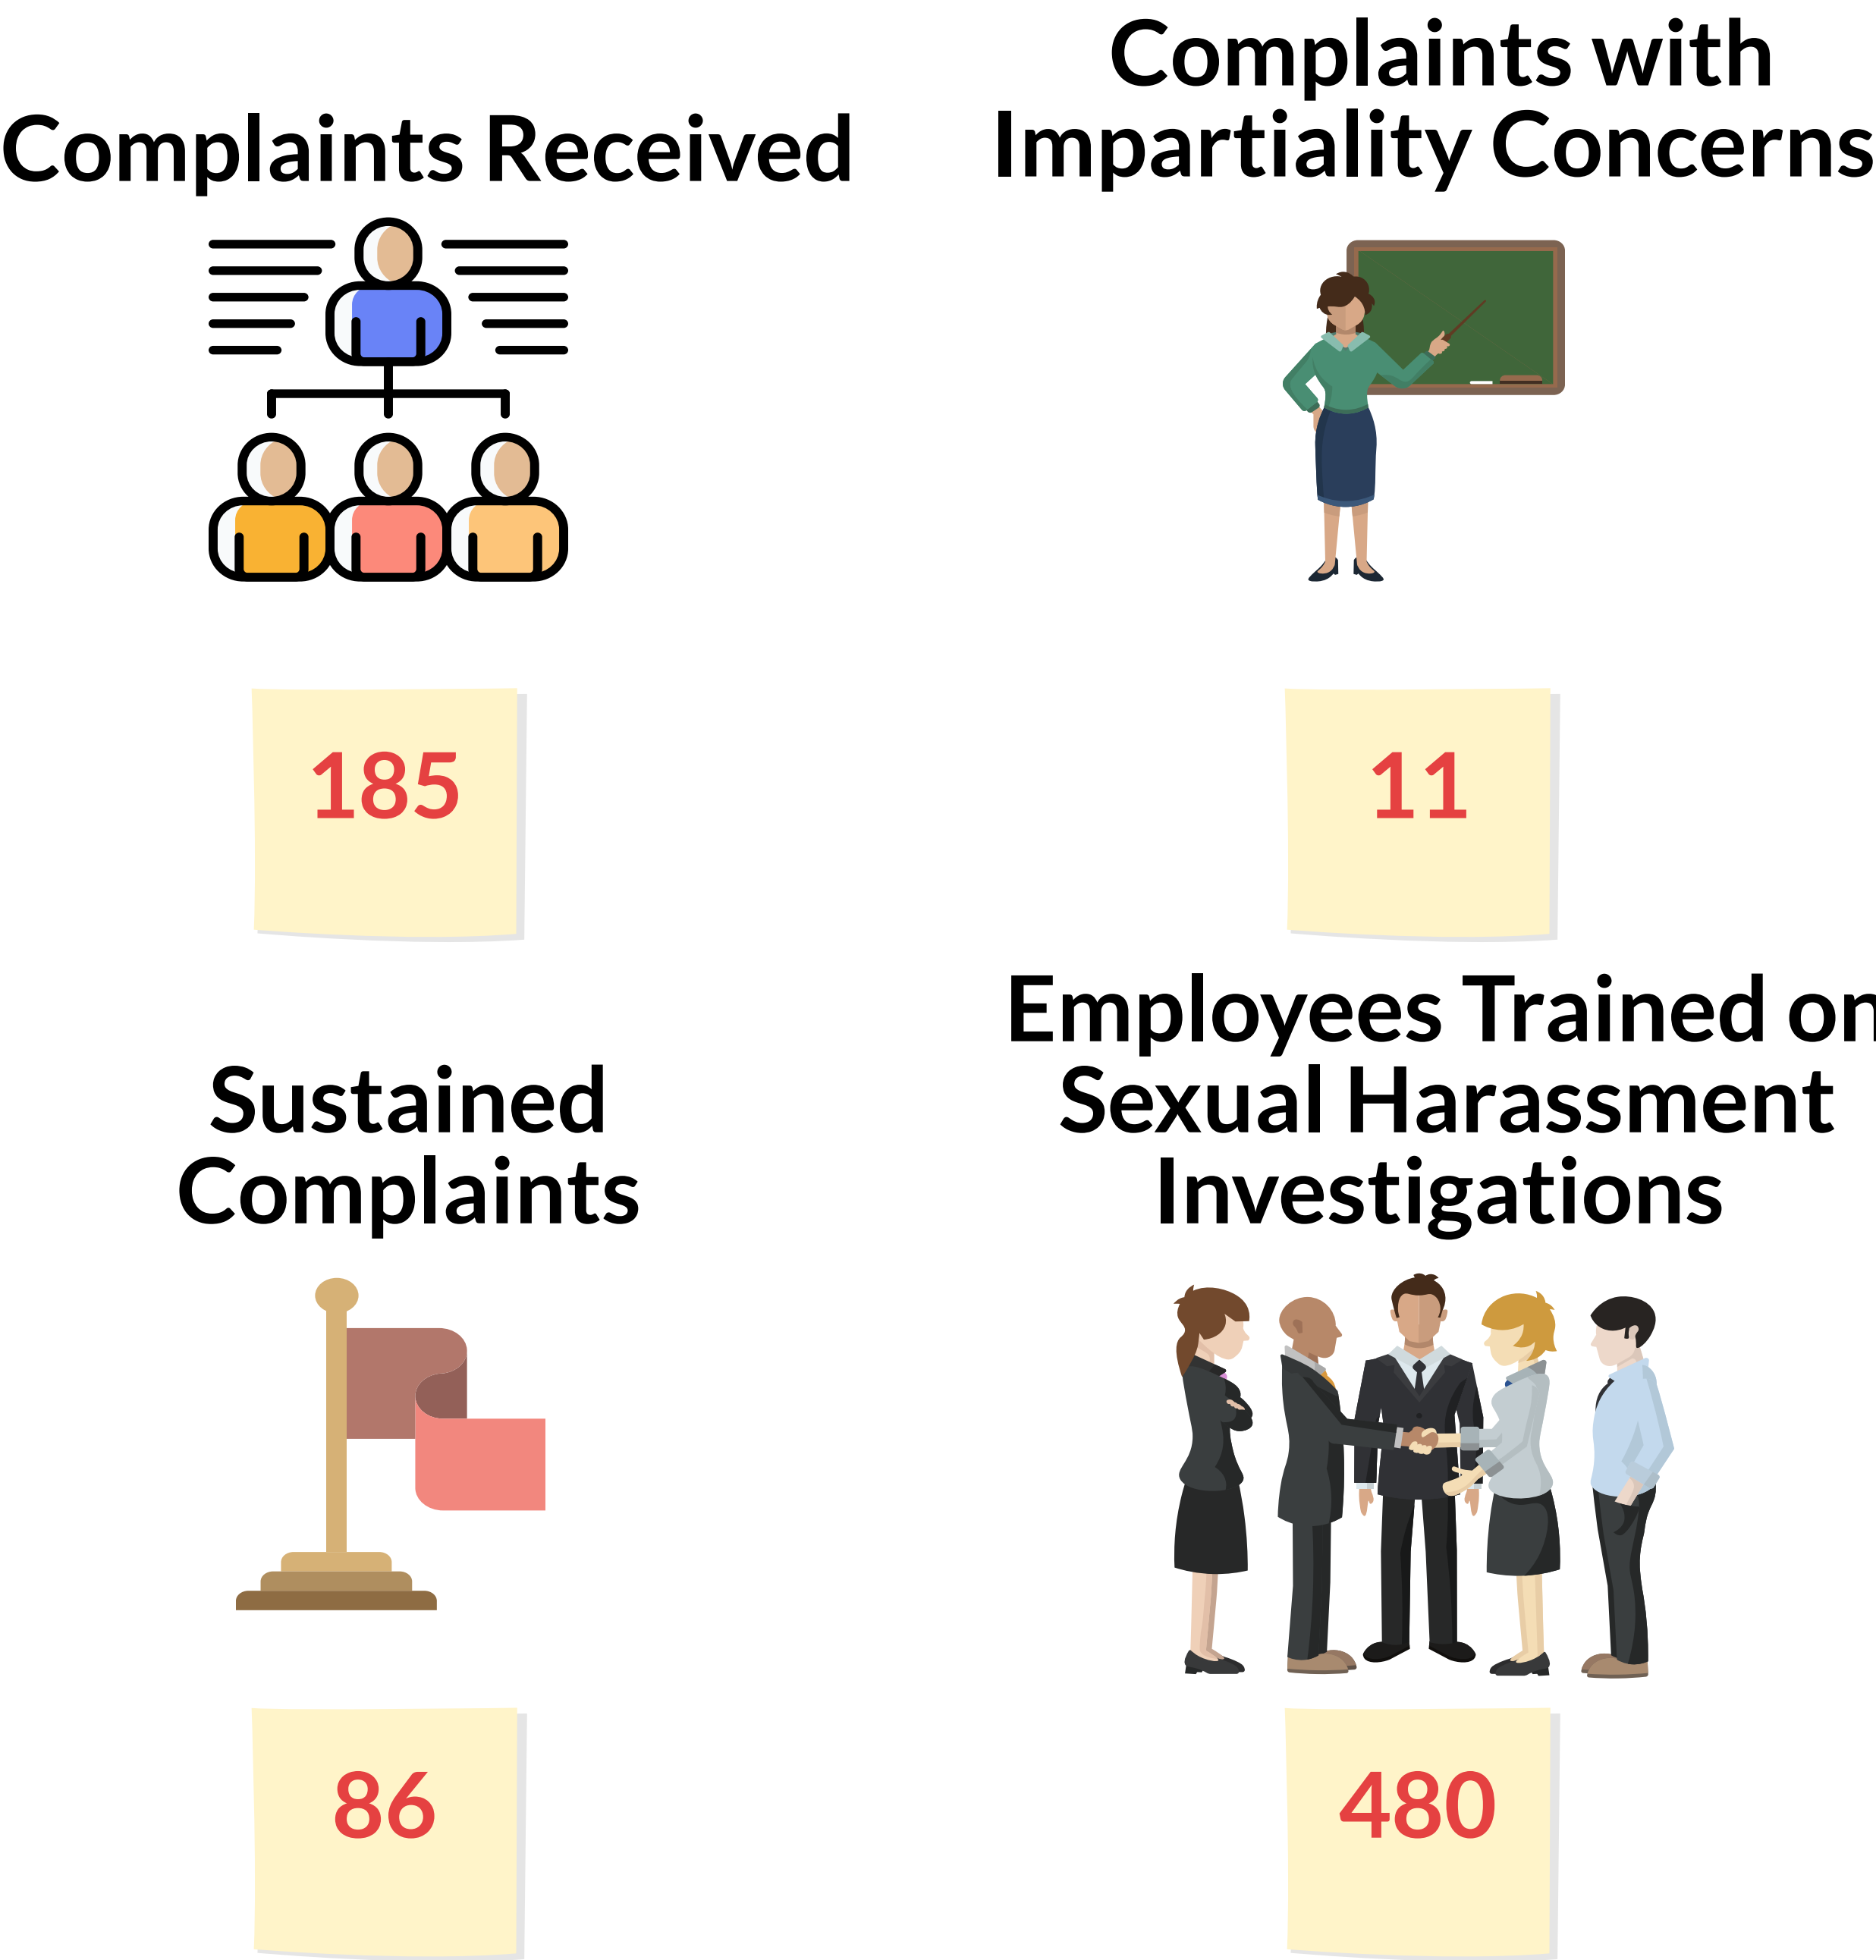 Complaints Received
Complaints with
Impartiality Concerns
185
11
Sustained
Complaints
Employees Trained on
Sexual Harassment
Investigations
86
480